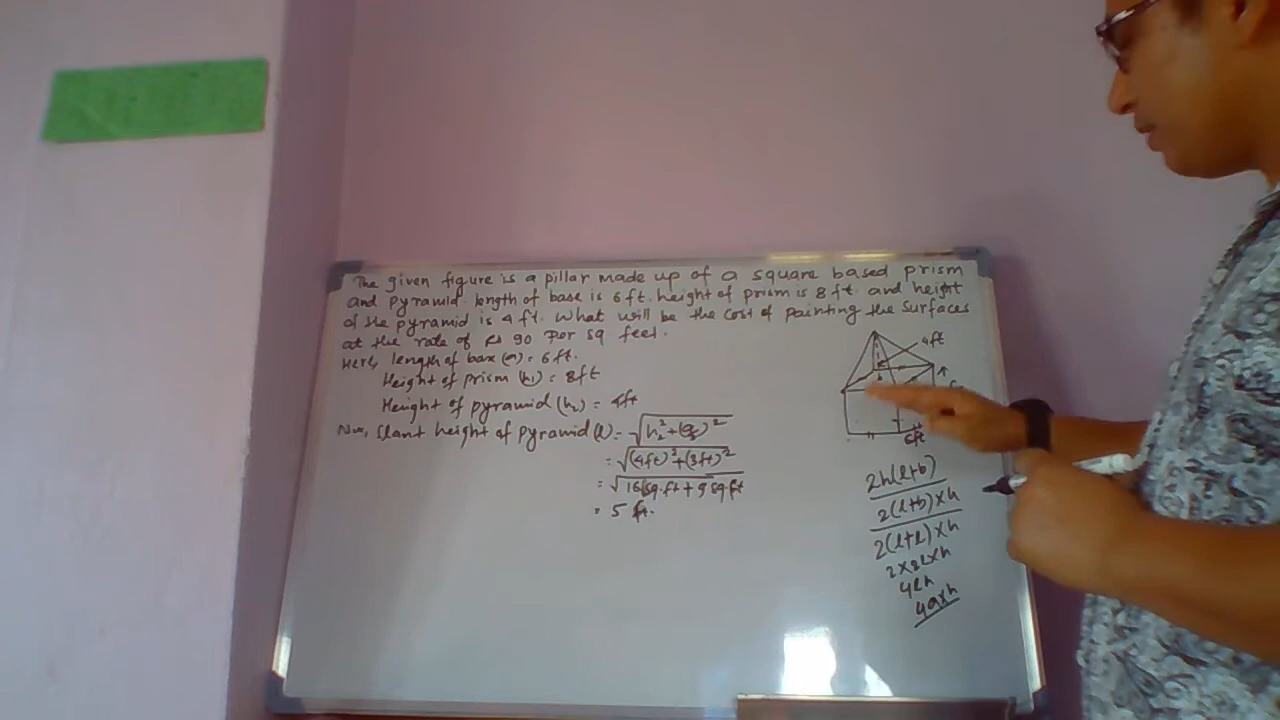 The given figure is a pillar made up of a square based prism
and pyramid. length of base is 6 ft. height of prism is 8 ft. and height
of the pyramid is 4 ft. What will be the cost of painting the surfaces
at the rate of Rs 90 per sq feet.
Here, length of base (a) = 6 ft.
Height of prism (h₁) = 8 ft
Height of pyramid (h₂) = 4 ft
Now, Slant height of pyramid (l) = √h₂² + (a/2)²
= √(4ft)² + (3ft)²
= √16 sq.ft + 9 sq.ft
= 5 ft.
4ft
6ft
2h(l+b)
2(l+b)×h
2(l+l)×h
2×2l×h
4lh
4a×h